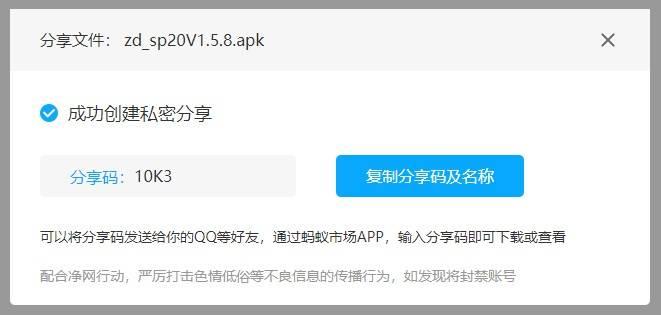 分享文件： zd_sp20V1.5.8.apk
成功创建私密分享
分享码：10K3
复制分享码及名称
可以将分享码发送给你的QQ等好友，通过蚂蚁市场APP，输入分享码即可下载或查看
配合净网行动，严厉打击色情低俗等不良信息的传播行为，如发现将封禁账号